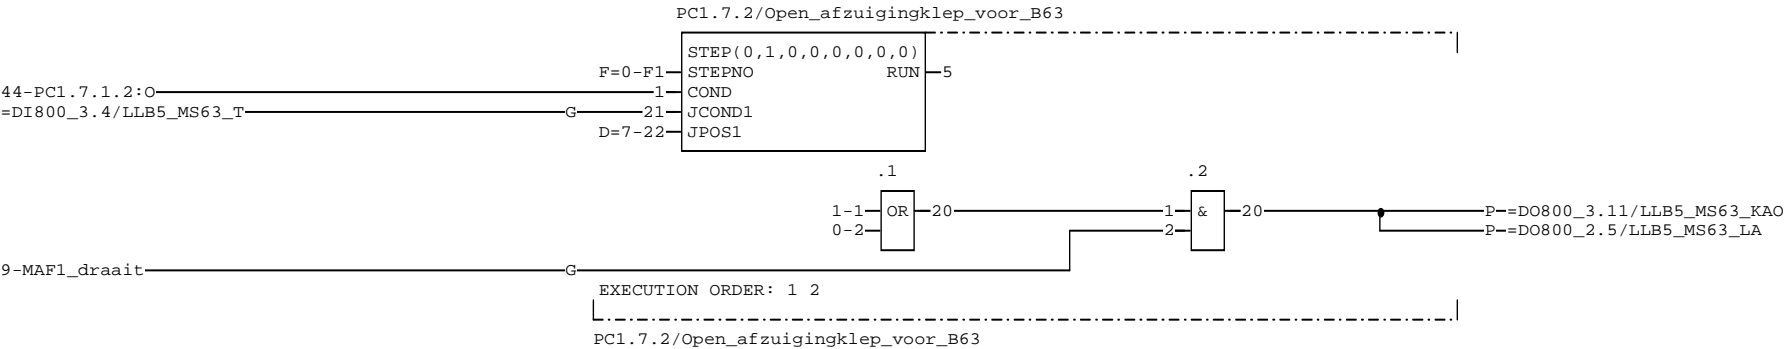 PC1.7.2/Open_afzuigingklep_voor_B63
STEP(0,1,0,0,0,0,0,0)
F=0-F1 STEPNO RUN 5
44-PC1.7.1.2:O 1 COND
=DI800_3.4/LLB5_MS63_T G 21 JCOND1
D=7-22 JPOS1
.1 .2
1-1 OR 20 1 & 20 P =DO800_3.11/LLB5_MS63_KAO
0-2 2 P =DO800_2.5/LLB5_MS63_LA
9-MAF1_draait G
EXECUTION ORDER: 1 2
PC1.7.2/Open_afzuigingklep_voor_B63